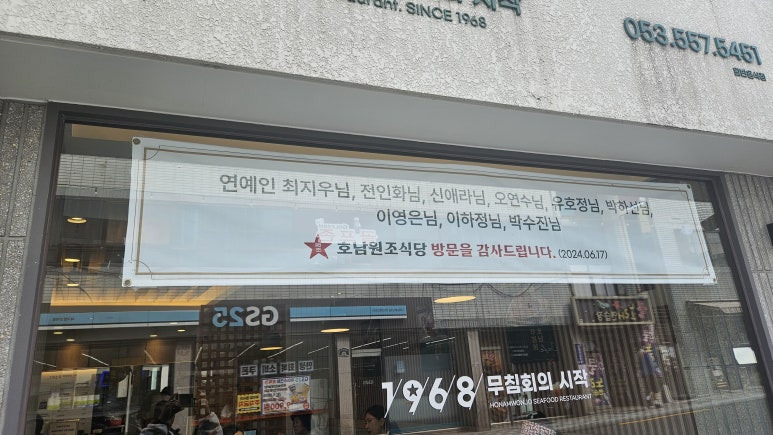 restaurant. SINCE 1968
053.557.5451
연예인 최지우님, 전인화님, 신애라님, 오연수님, 유호정님, 박하선님,
이영은님, 이하정님, 박수진님
호남원조식당 방문을 감사드립니다. (2024.06.17)
GS25
1968 무침회의 시작
HONAMWONJO SEAFOOD RESTAURANT